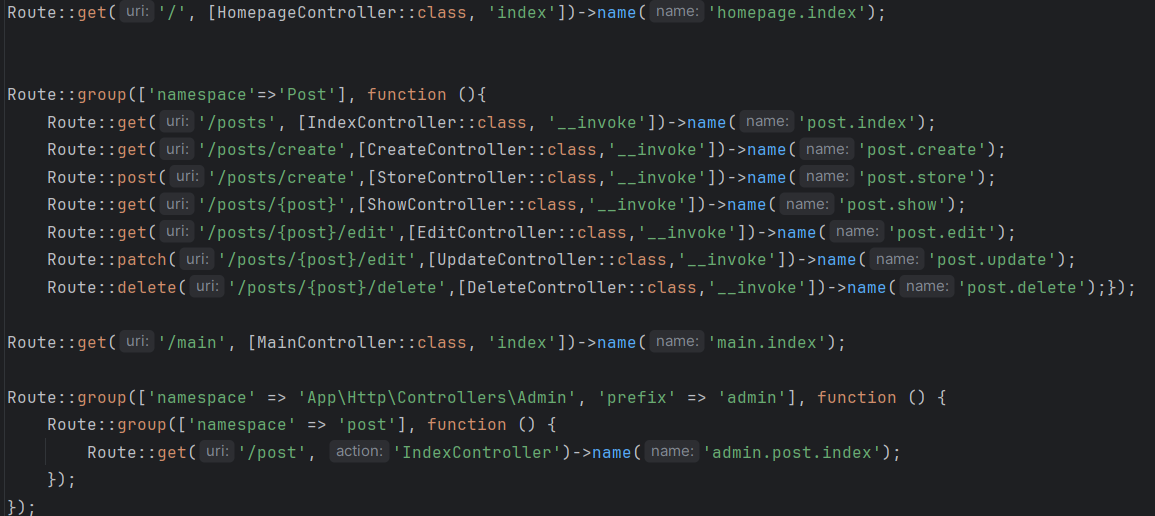 Route::get( uri: '/', [HomepageController::class, 'index'])->name( name: 'homepage.index');
Route::group(['namespace'=>'Post'], function (){
Route::get( uri: '/posts', [IndexController::class, '__invoke'])->name( name: 'post.index');
Route::get( uri: '/posts/create',[CreateController::class,'__invoke'])->name( name: 'post.create');
Route::post( uri: '/posts/create',[StoreController::class,'__invoke'])->name( name: 'post.store');
Route::get( uri: '/posts/{post}',[ShowController::class,'__invoke'])->name( name: 'post.show');
Route::get( uri: '/posts/{post}/edit',[EditController::class,'__invoke'])->name( name: 'post.edit');
Route::patch( uri: '/posts/{post}/edit',[UpdateController::class,'__invoke'])->name( name: 'post.update');
Route::delete( uri: '/posts/{post}/delete',[DeleteController::class,'__invoke'])->name( name: 'post.delete');});
Route::get( uri: '/main', [MainController::class, 'index'])->name( name: 'main.index');
Route::group(['namespace' => 'App\Http\Controllers\Admin', 'prefix' => 'admin'], function () {
Route::group(['namespace' => 'post'], function () {
Route::get( uri: '/post', action: 'IndexController')->name( name: 'admin.post.index');
});
});